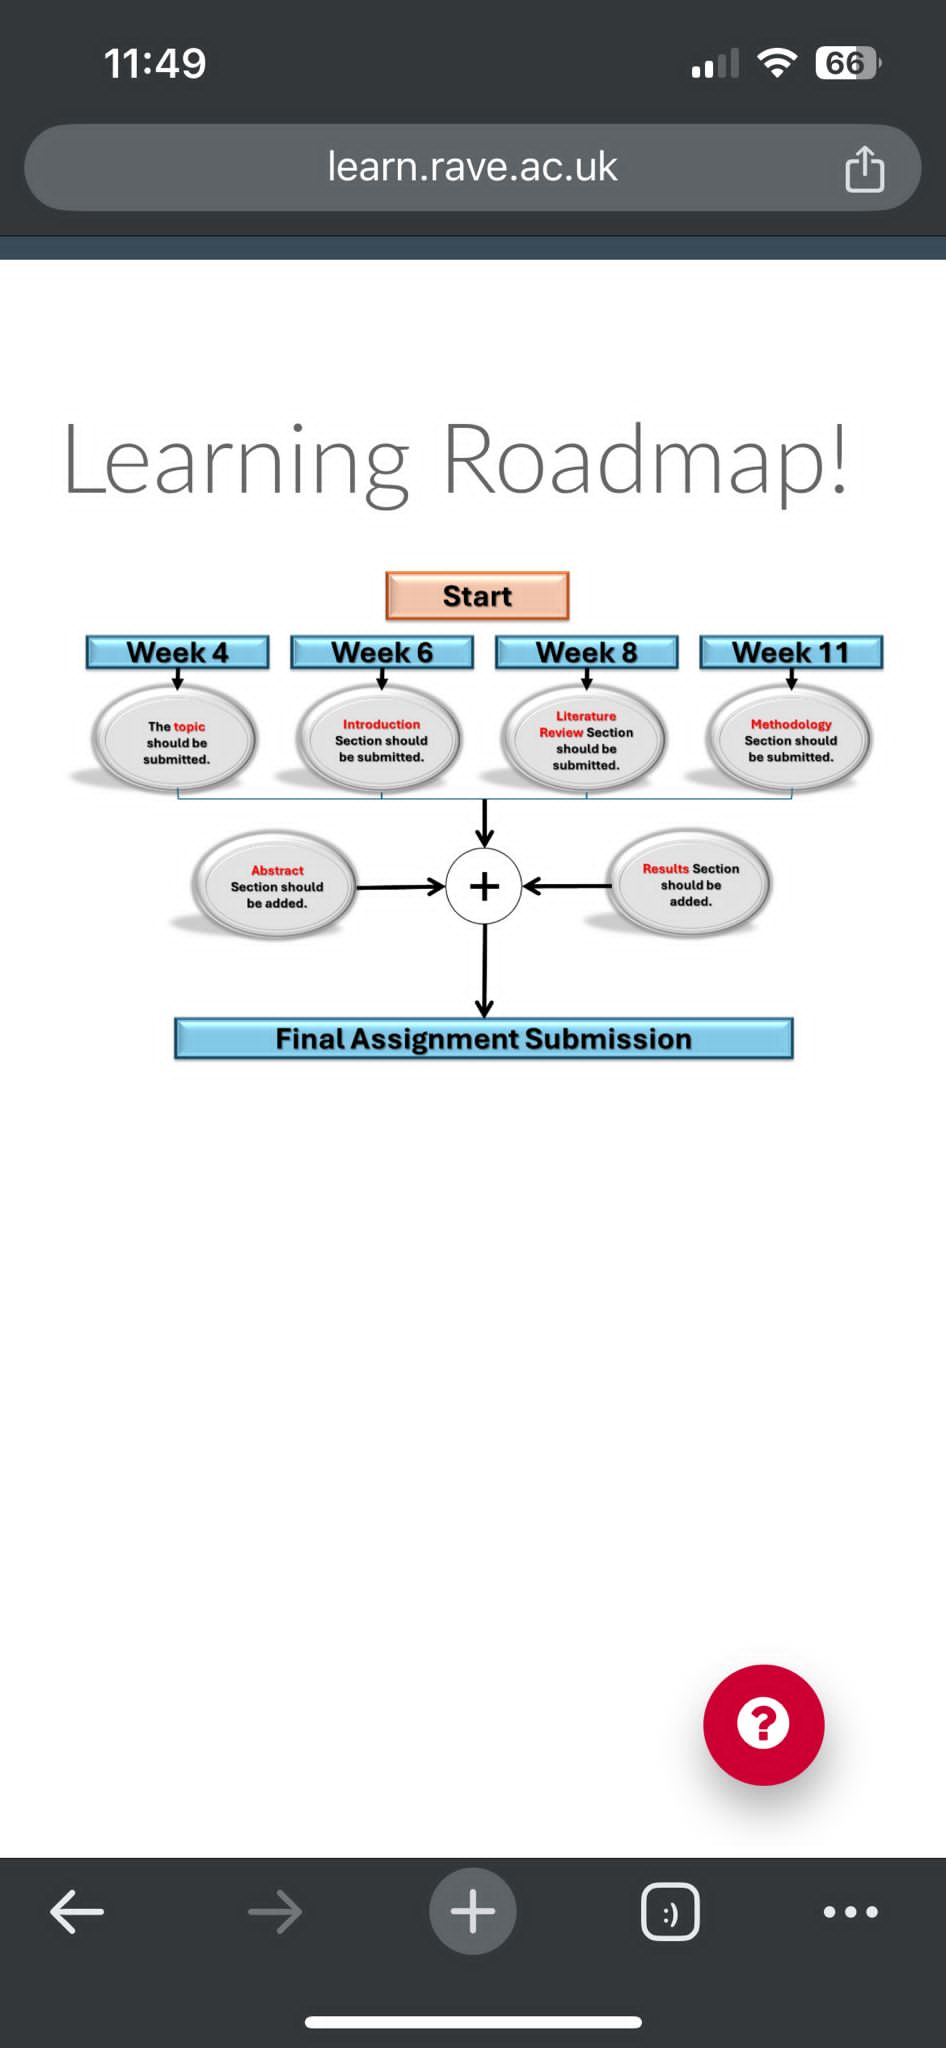 11:49
66
learn.rave.ac.uk
Learning Roadmap!
Start
Week 4
Week 6
Week 8
Week 11
The topic
should be
submitted.
Introduction
Section should
be submitted.
Literature
Review Section
should be
submitted.
Methodology
Section should
be submitted.
Abstract
Section should
be added.
+
Results Section
should be
added.
Final Assignment Submission
?
:)